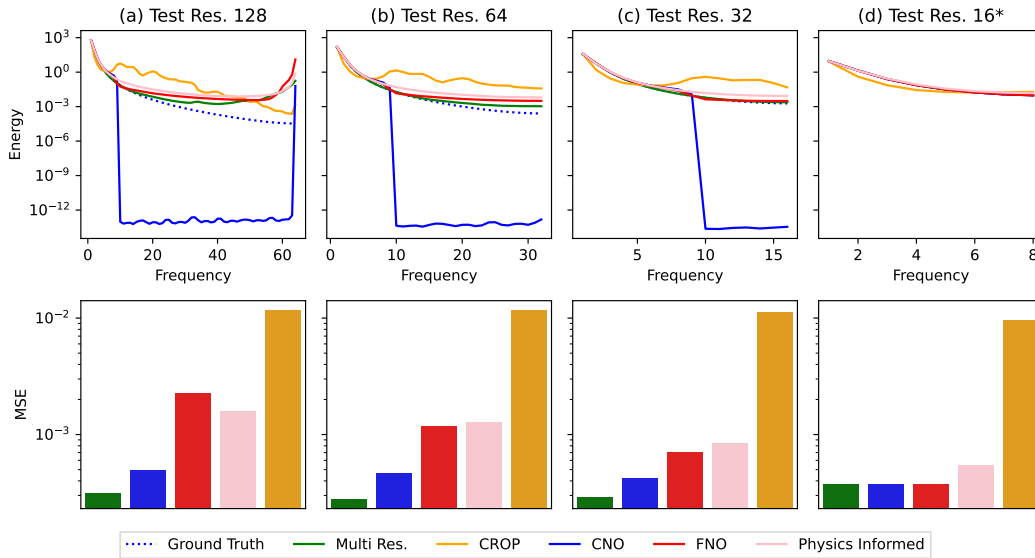 (a) Test Res. 128
(b) Test Res. 64
(c) Test Res. 32
(d) Test Res. 16*
Energy
10³
10⁰
10⁻³
10⁻⁶
10⁻⁹
10⁻¹²
0 20 40 60
0 10 20 30
5 10 15
2 4 6 8
Frequency
Frequency
Frequency
Frequency
MSE
10⁻²
10⁻³
Ground Truth Multi Res. CROP CNO FNO Physics Informed